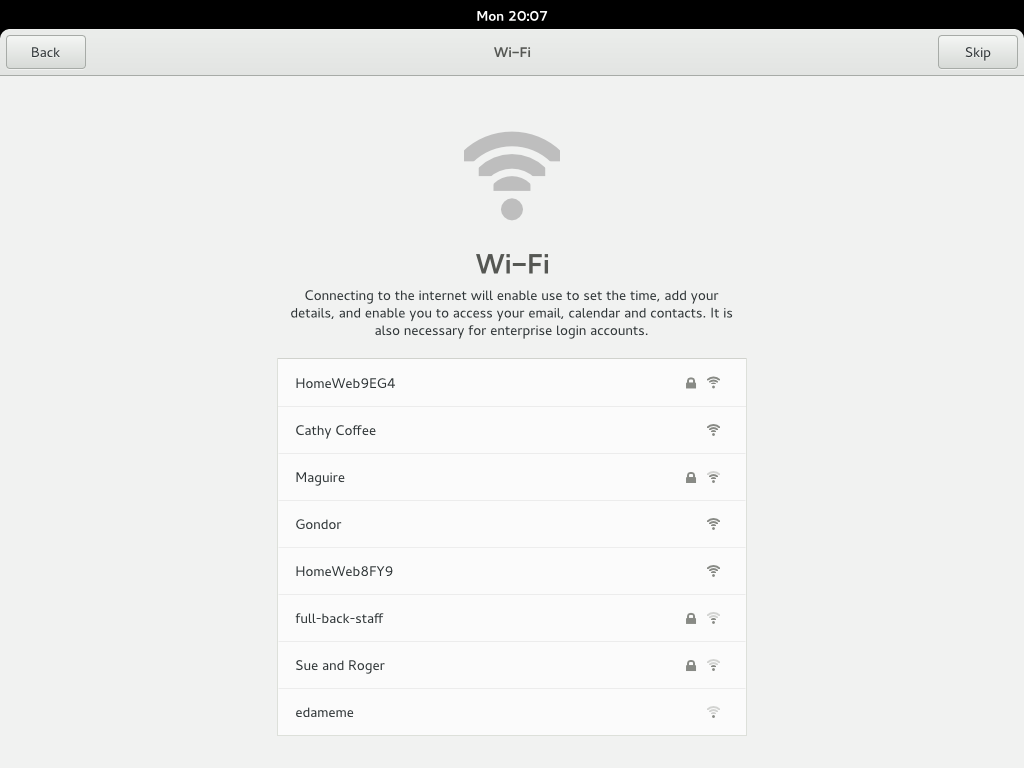 Mon 20:07
Back Wi-Fi Skip
Wi-Fi
Connecting to the internet will enable use to set the time, add your
details, and enable you to access your email, calendar and contacts. It is
also necessary for enterprise login accounts.
HomeWeb9EG4
Cathy Coffee
Maguire
Gondor
HomeWeb8FY9
full-back-staff
Sue and Roger
edameme